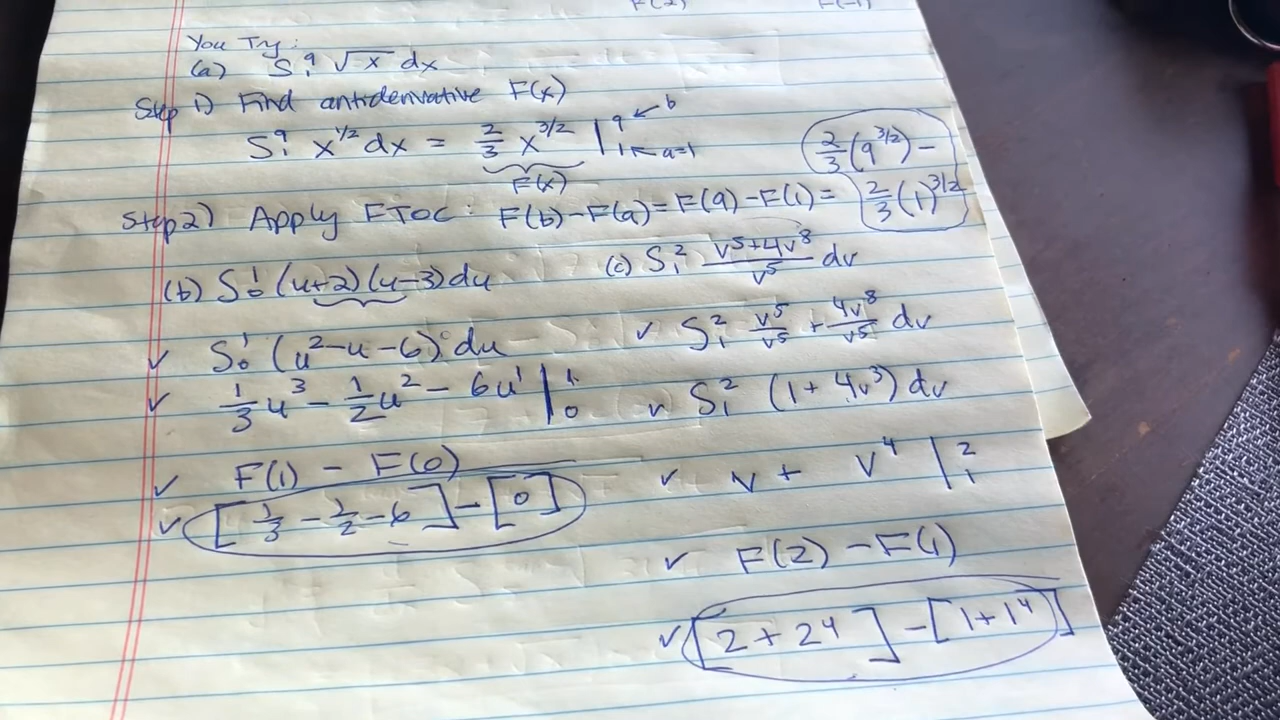 F(2) F(-1)
You Try:
(a) ∫₁⁹ √x dx
Step 1) Find antiderivative F(x)
∫₁⁹ x^{1/2} dx = 2/3 x^{3/2} |₁⁹ ← b ← a=1
F(x)
Step 2) Apply FTOC: F(b)-F(a)=F(9)-F(1)= 2/3(9^{3/2}) - 2/3(1)^{3/2}
(b) ∫₀¹ (u+2)(u-3)du
✓ ∫₀¹ (u²-u-6) du
✓ 1/3 u³ - 1/2 u² - 6u¹ |₀¹
✓ F(1) - F(0)
✓ [1/3 - 1/2 - 6] - [0]
(c) ∫₁² (v⁵+4v⁸)/v⁵ dv
✓ ∫₁² v⁵/v⁵ + 4v⁸/v⁵ dv
✓ ∫₁² (1+4v³) dv
✓ v + v⁴ |₁²
✓ F(2) - F(1)
✓ [2+2⁴] - [1+1⁴]